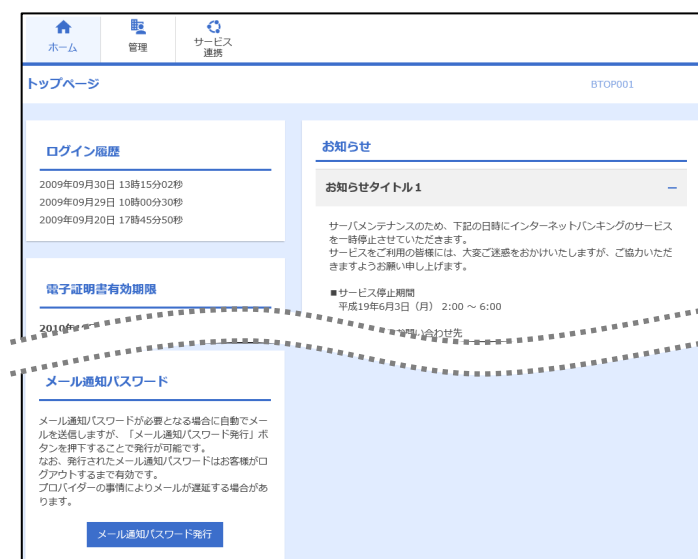 ホーム
管理
サービス
連携
トップページ
BTOP001
ログイン履歴
2009年09月30日 13時15分02秒
2009年09月29日 10時00分30秒
2009年09月20日 17時45分50秒
電子証明書有効期限
2010年
お知らせ
お知らせタイトル1
サーバメンテナンスのため、下記の日時にインターネットバンキングのサービス
を一時停止させていただきます。
サービスをご利用の皆様には、大変ご迷惑をおかけいたしますが、ご協力いただ
きますようお願い申し上げます。
■サービス停止期間
平成19年6月3日（月） 2:00 ～ 6:00
い合わせ先
メール通知パスワード
メール通知パスワードが必要となる場合に自動でメー
ルを送信しますが、「メール通知パスワード発行」ボ
タンを押下することで発行が可能です。
なお、発行されたメール通知パスワードはお客様がロ
グアウトするまで有効です。
プロバイダーの事情によりメールが遅延する場合があ
ります。
メール通知パスワード発行